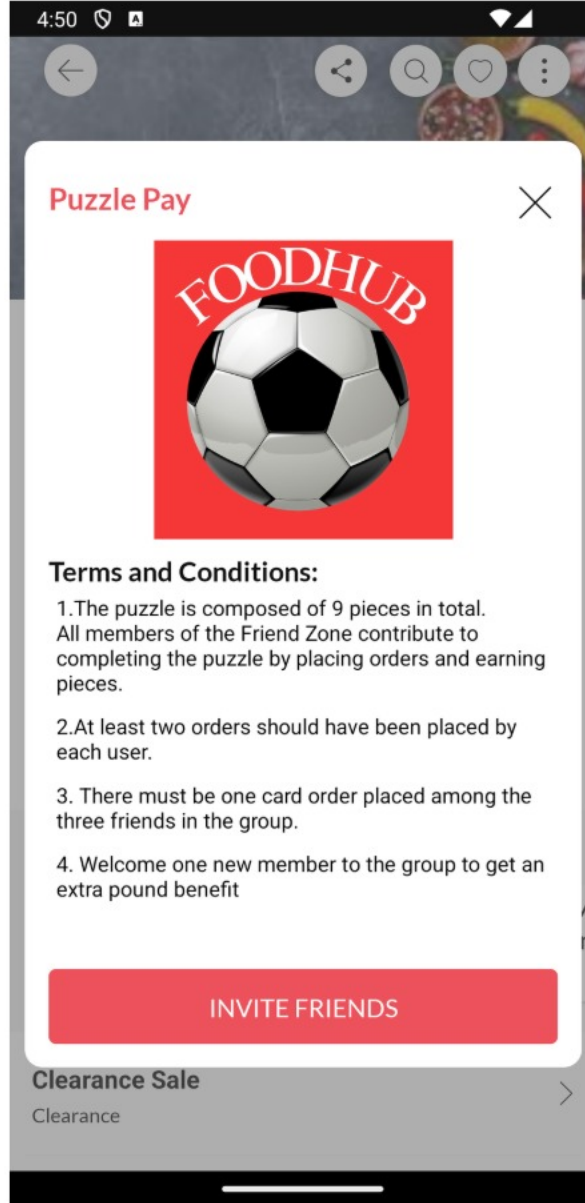 4:50
A
Puzzle Pay
FOODHUB
Terms and Conditions:
1.The puzzle is composed of 9 pieces in total.
All members of the Friend Zone contribute to
completing the puzzle by placing orders and earning
pieces.
2.At least two orders should have been placed by
each user.
3. There must be one card order placed among the
three friends in the group.
4. Welcome one new member to the group to get an
extra pound benefit
INVITE FRIENDS
Clearance Sale
Clearance